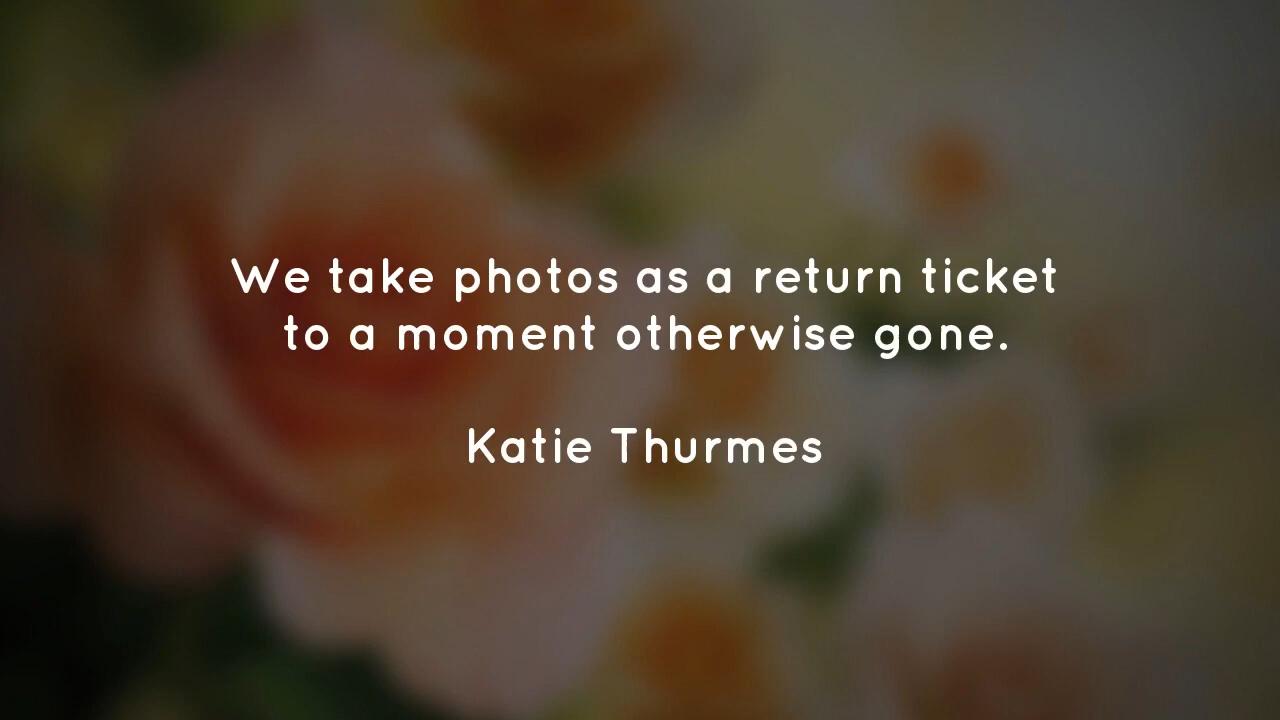 We take photos as a return ticket
to a moment otherwise gone.
Katie Thurmes